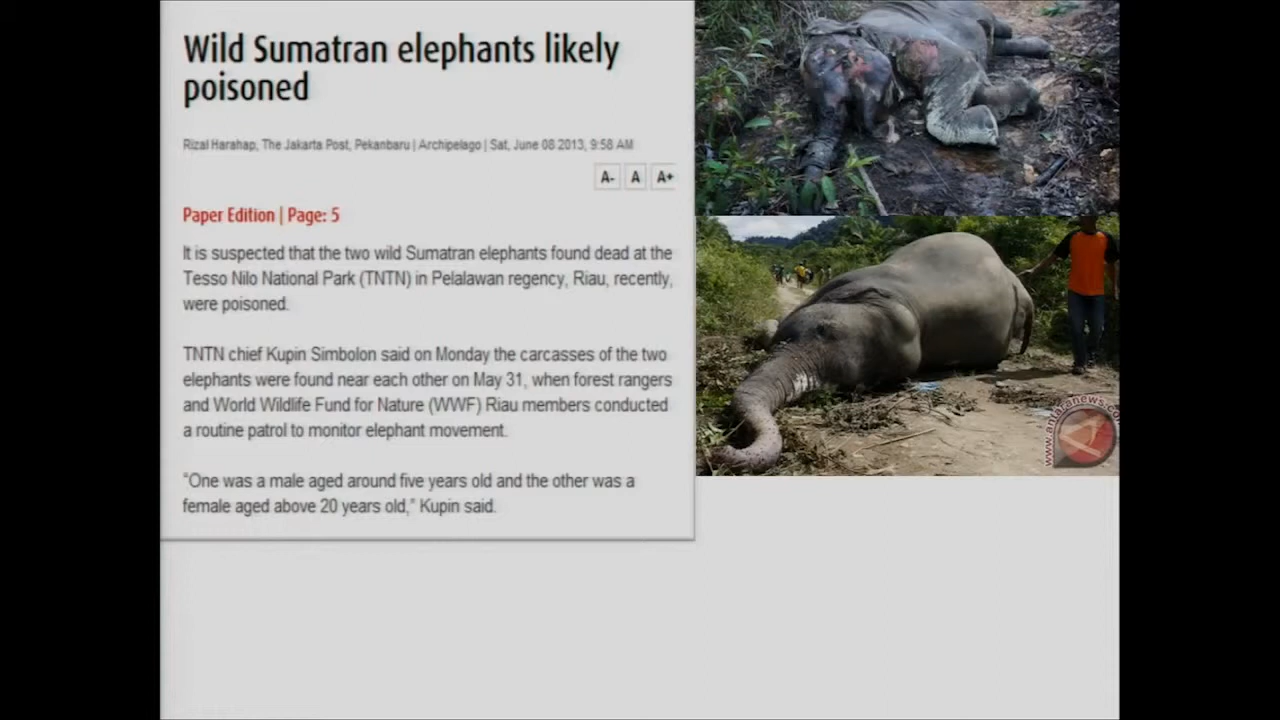 Wild Sumatran elephants likely
poisoned
Rizal Harahap, The Jakarta Post, Pekanbaru | Archipelago | Sat, June 08 2013, 9:58 AM
A- A A+
Paper Edition | Page: 5
It is suspected that the two wild Sumatran elephants found dead at the
Tesso Nilo National Park (TNTN) in Pelalawan regency, Riau, recently,
were poisoned.
TNTN chief Kupin Simbolon said on Monday the carcasses of the two
elephants were found near each other on May 31, when forest rangers
and World Wildlife Fund for Nature (WWF) Riau members conducted
a routine patrol to monitor elephant movement.
“One was a male aged around five years old and the other was a
female aged above 20 years old,” Kupin said.
www.antaranews.com